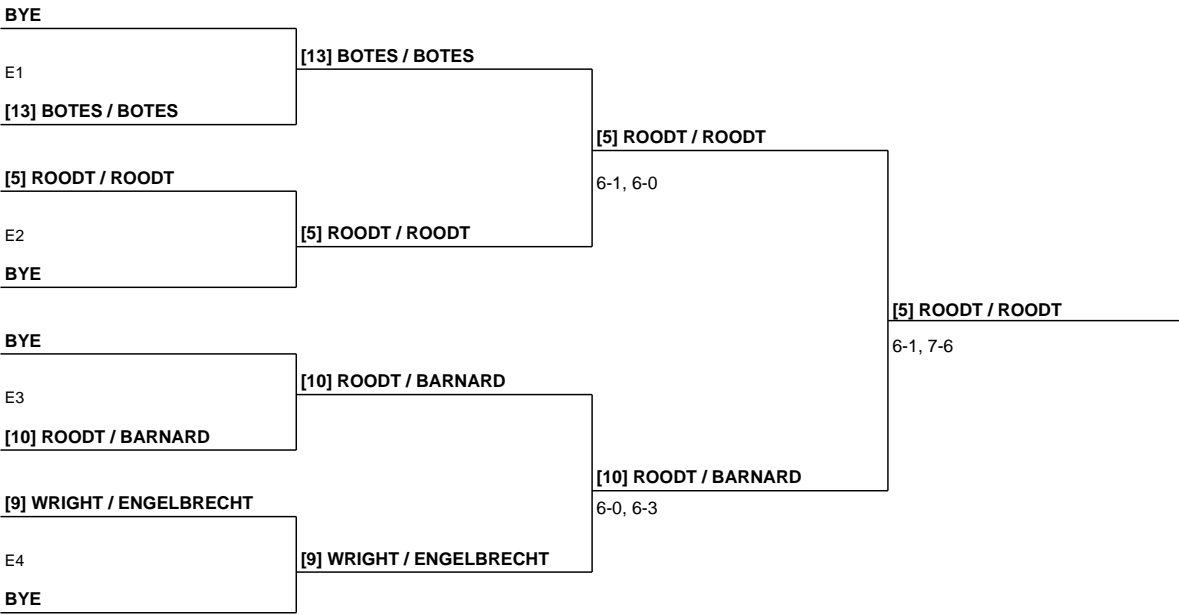 BYE
E1
[13] BOTES / BOTES
[5] ROODT / ROODT
E2
BYE
BYE
E3
[10] ROODT / BARNARD
[9] WRIGHT / ENGELBRECHT
E4
BYE
[13] BOTES / BOTES
[5] ROODT / ROODT
[10] ROODT / BARNARD
[9] WRIGHT / ENGELBRECHT
[5] ROODT / ROODT
6-1, 6-0
[10] ROODT / BARNARD
6-0, 6-3
[5] ROODT / ROODT
6-1, 7-6